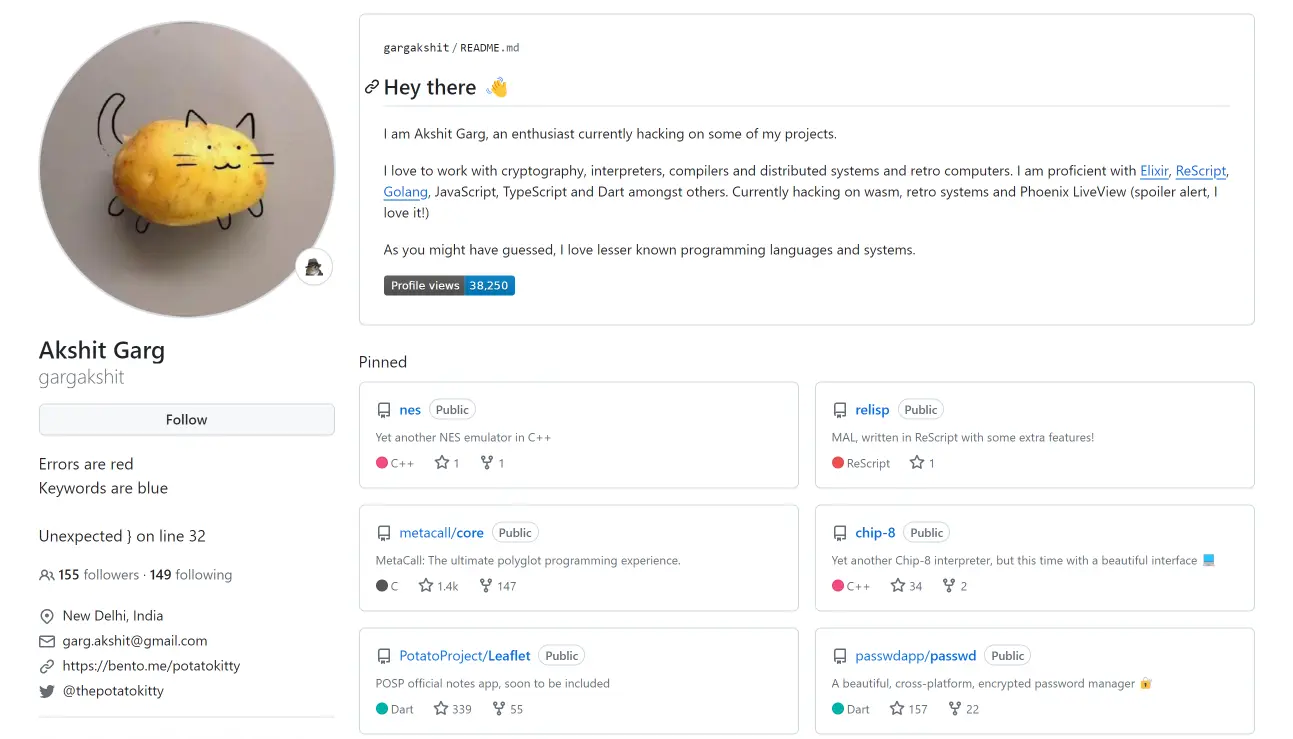 gargakshit/README.md
Hey there 👋
I am Akshit Garg, an enthusiast currently hacking on some of my projects.
I love to work with cryptography, interpreters, compilers and distributed systems and retro computers. I am proficient with Elixir, ReScript,
Golang, JavaScript, TypeScript and Dart amongst others. Currently hacking on wasm, retro systems and Phoenix LiveView (spoiler alert, I
love it!)
As you might have guessed, I love lesser known programming languages and systems.
Profile views 38,250
Akshit Garg
gargakshit
Follow
Errors are red
Keywords are blue
Unexpected } on line 32
155 followers · 149 following
New Delhi, India
garg.akshit@gmail.com
https://bento.me/potatokitty
@thepotatokitty
Pinned
nes Public
Yet another NES emulator in C++
C++ 1 1
relisp Public
MAL, written in ReScript with some extra features!
ReScript 1
metacall/core Public
MetaCall: The ultimate polyglot programming experience.
C 1.4k 147
chip-8 Public
Yet another Chip-8 interpreter, but this time with a beautiful interface 💻
C++ 34 2
PotatoProject/Leaflet Public
POSP official notes app, soon to be included
Dart 339 55
passwdapp/passwd Public
A beautiful, cross-platform, encrypted password manager 🔐
Dart 157 22